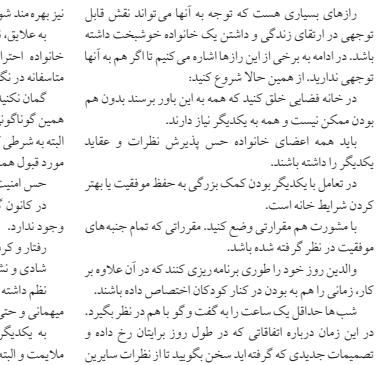 رازهای بسیاری هست که توجه به آنها می‌تواند نقش قابل
توجهی در ارتقای زندگی و داشتن یک خانواده خوشبخت داشته
باشد. در ادامه به برخی از این رازها اشاره می‌کنیم تا اگر هم به آنها
توجهی ندارید. از همین حالا شروع کنید:
در خانه فضایی خلق کنید که همه به این باور برسند بدون هم
بودن ممکن نیست و همه به یکدیگر نیاز دارند.
باید همه اعضای خانواده حس پذیرش نظرات و عقاید
یکدیگر را داشته باشند.
در تعامل با یکدیگر بودن کمک بزرگی به حفظ موفقیت یا بهتر
کردن شرایط خانه است.
با مشورت هم مقرارتی وضع کنید. مقرراتی که تمام جنبه‌های
موفقیت در نظر گر فته شده باشد.
والدین روز خود را طوری برنامه‌ریزی کنند که در آن علاوه بر
کار، زمانی را هم به بودن در کنار کودکان اختصاص داده باشند.
شب‌ها حداقل یک ساعت را به گفت و گو با هم در نظر بگیرد.
در این زمان درباره اتفاقاتی که در طول روز برایتان رخ داده و
تصمیمات جدیدی که گرفته‌اید سخن بگویید تا از نظرات سایرین
نیز بهره‌مند شو
به علایق،
خانواده احترا
متاسفانه در نگ
گمان نکنید
همین گوناگونی
البته به شرطی
مورد قبول همه
حس امنیت
در کانون گ
وجود ندارد.
رفتار و کر
شادی و نش
نظم داشته
میهمانی و حتی
به یکدیگر
ملایمت و البته